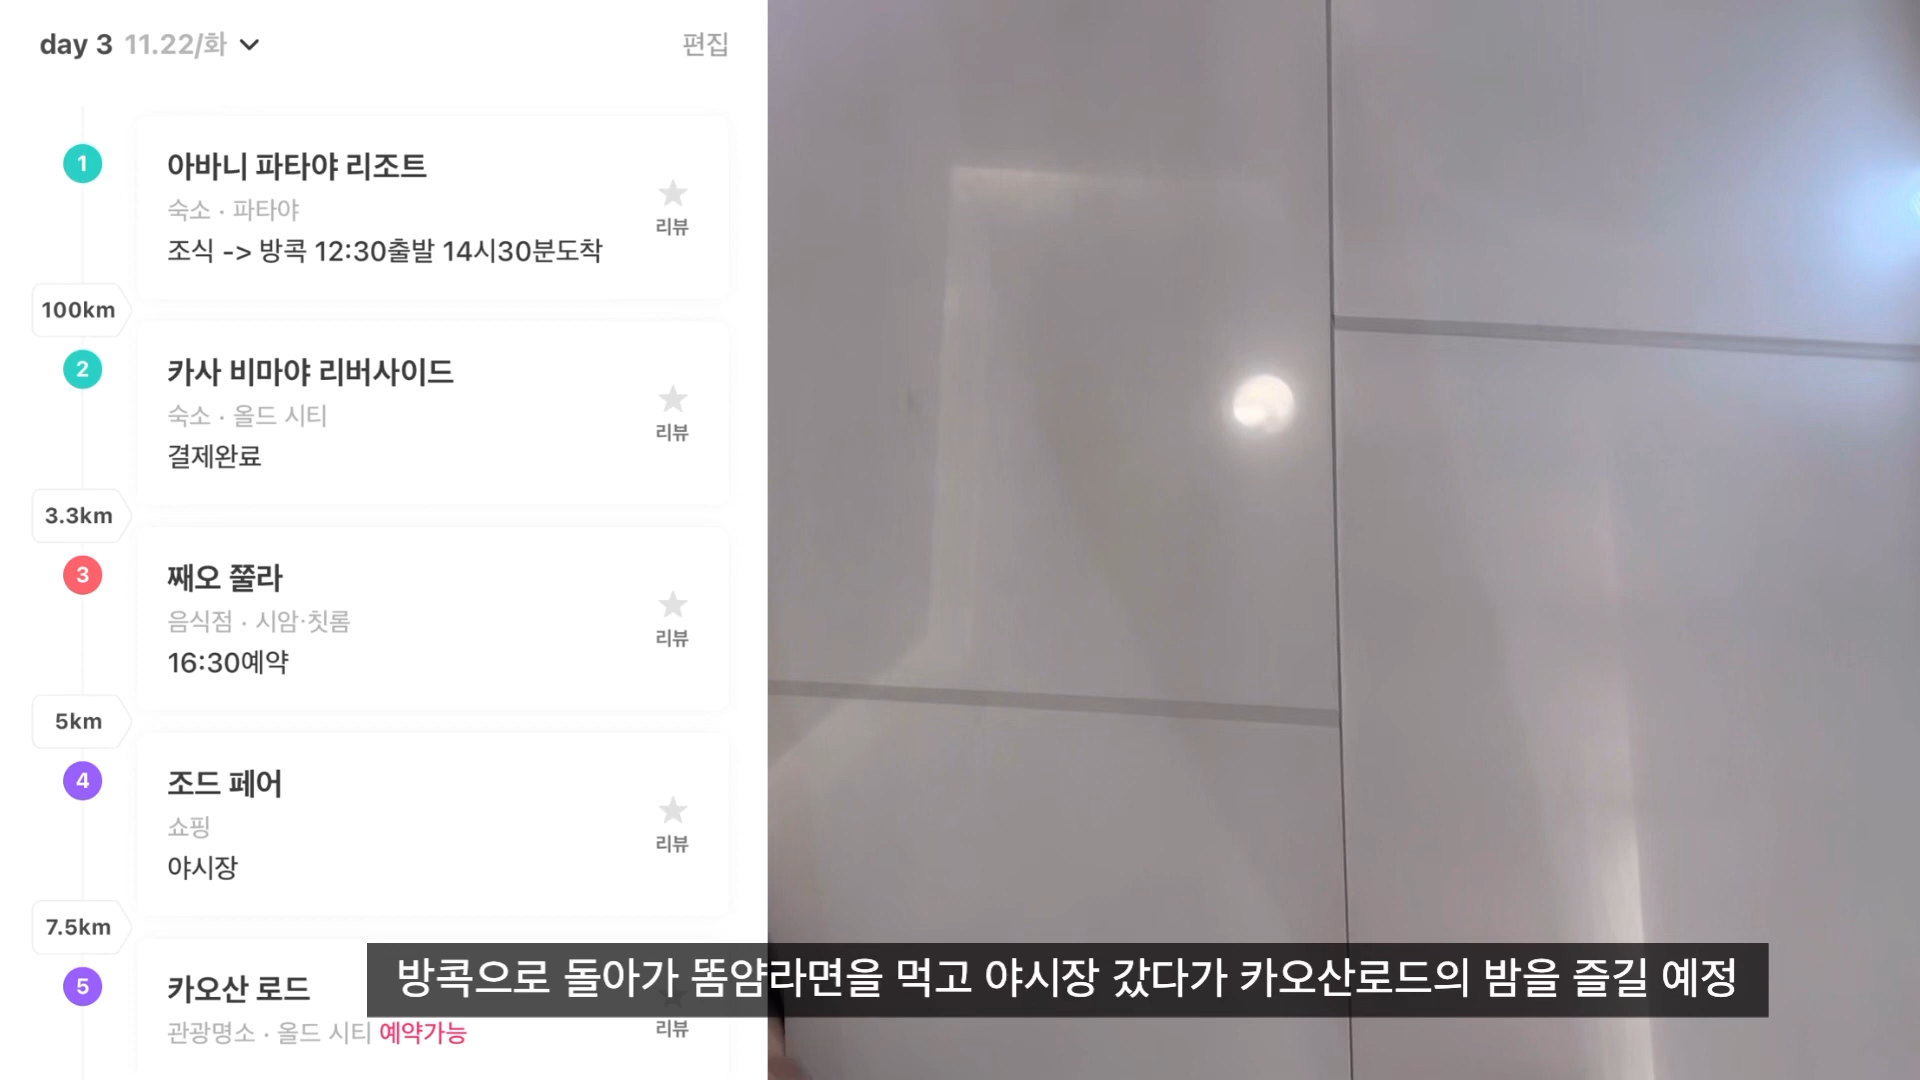 day 3 11.22/화
편집
1
아바니 파타야 리조트
숙소 · 파타야
조식 -> 방콕 12:30출발 14시30분도착
리뷰
100km
2
카사 비마야 리버사이드
숙소 · 올드 시티
결제완료
리뷰
3.3km
3
째오 쭐라
음식점 · 시암·칫롬
16:30예약
리뷰
5km
4
조드 페어
쇼핑
야시장
리뷰
7.5km
5
카오산 로드
관광명소 · 올드 시티 예약가능
리뷰
방콕으로 돌아가 똠얌라면을 먹고 야시장 갔다가 카오산로드의 밤을 즐길 예정